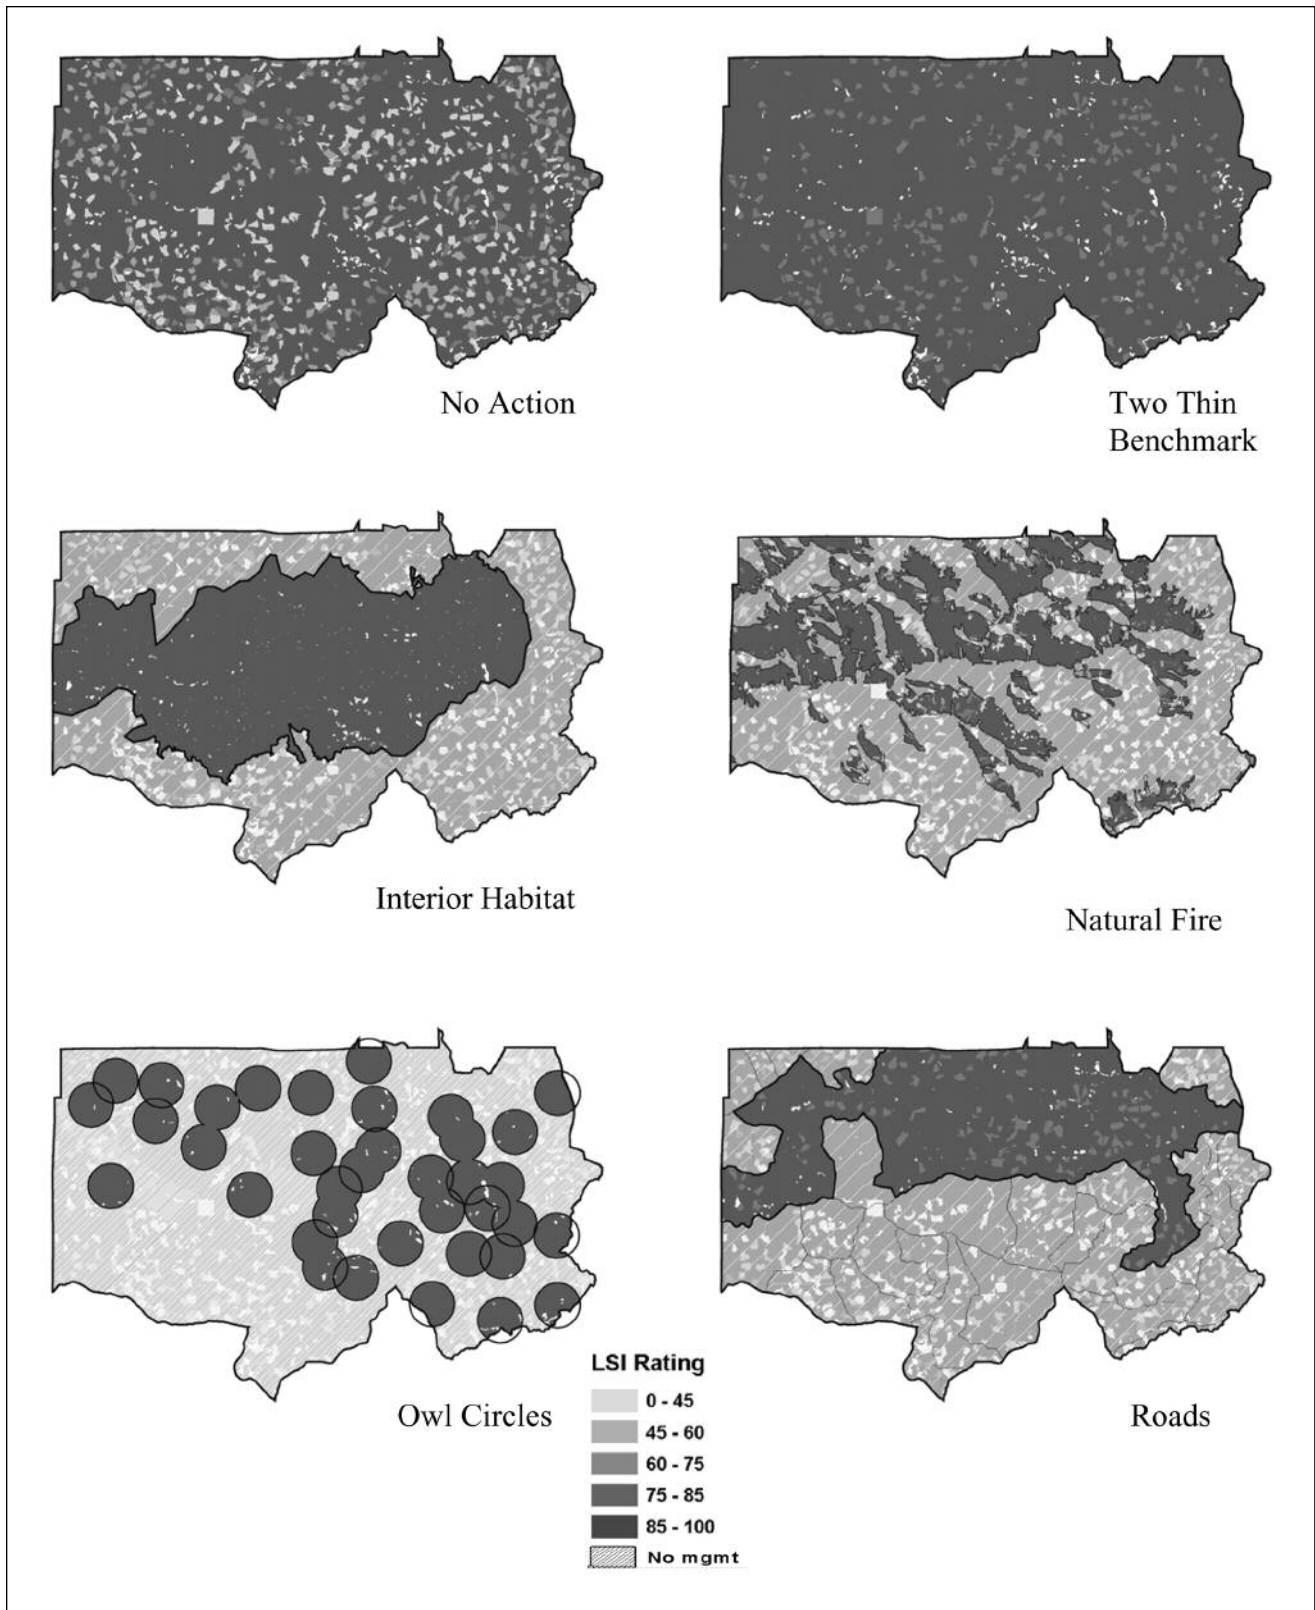 No Action
Two Thin
Benchmark
Interior Habitat
Natural Fire
Owl Circles
Roads
LSI Rating
0 - 45
45 - 60
60 - 75
75 - 85
85 - 100
No mgmt